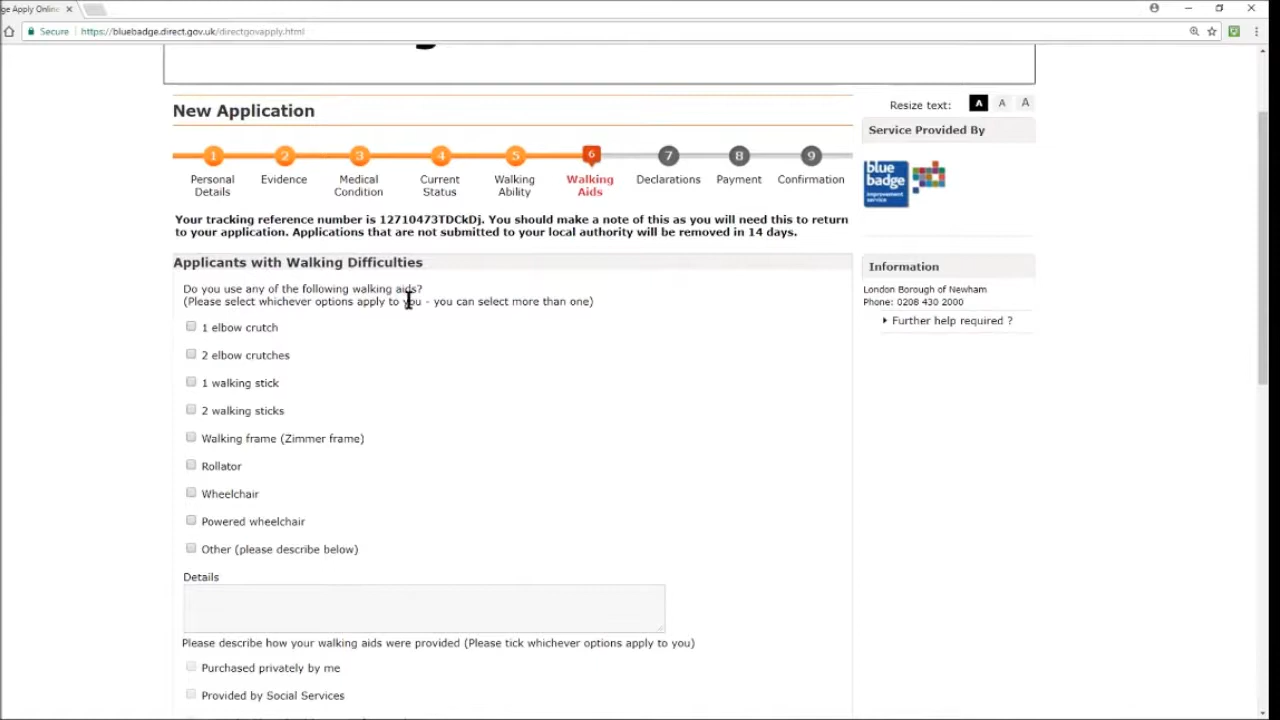 ge Apply Online
Secure https://bluebadge.direct.gov.uk/directgovapply.html
New Application
Resize text: A A A
Service Provided By
1 2 3 4 5 6 7 8 9
Personal Details
Evidence
Medical Condition
Current Status
Walking Ability
Walking Aids
Declarations
Payment
Confirmation
blue badge improvement service
Your tracking reference number is 12710473TDCkDj. You should make a note of this as you will need this to return
to your application. Applications that are not submitted to your local authority will be removed in 14 days.
Applicants with Walking Difficulties
Information
London Borough of Newham
Phone: 0208 430 2000
Further help required ?
Do you use any of the following walking aids?
(Please select whichever options apply to you - you can select more than one)
1 elbow crutch
2 elbow crutches
1 walking stick
2 walking sticks
Walking frame (Zimmer frame)
Rollator
Wheelchair
Powered wheelchair
Other (please describe below)
Details
Please describe how your walking aids were provided (Please tick whichever options apply to you)
Purchased privately by me
Provided by Social Services